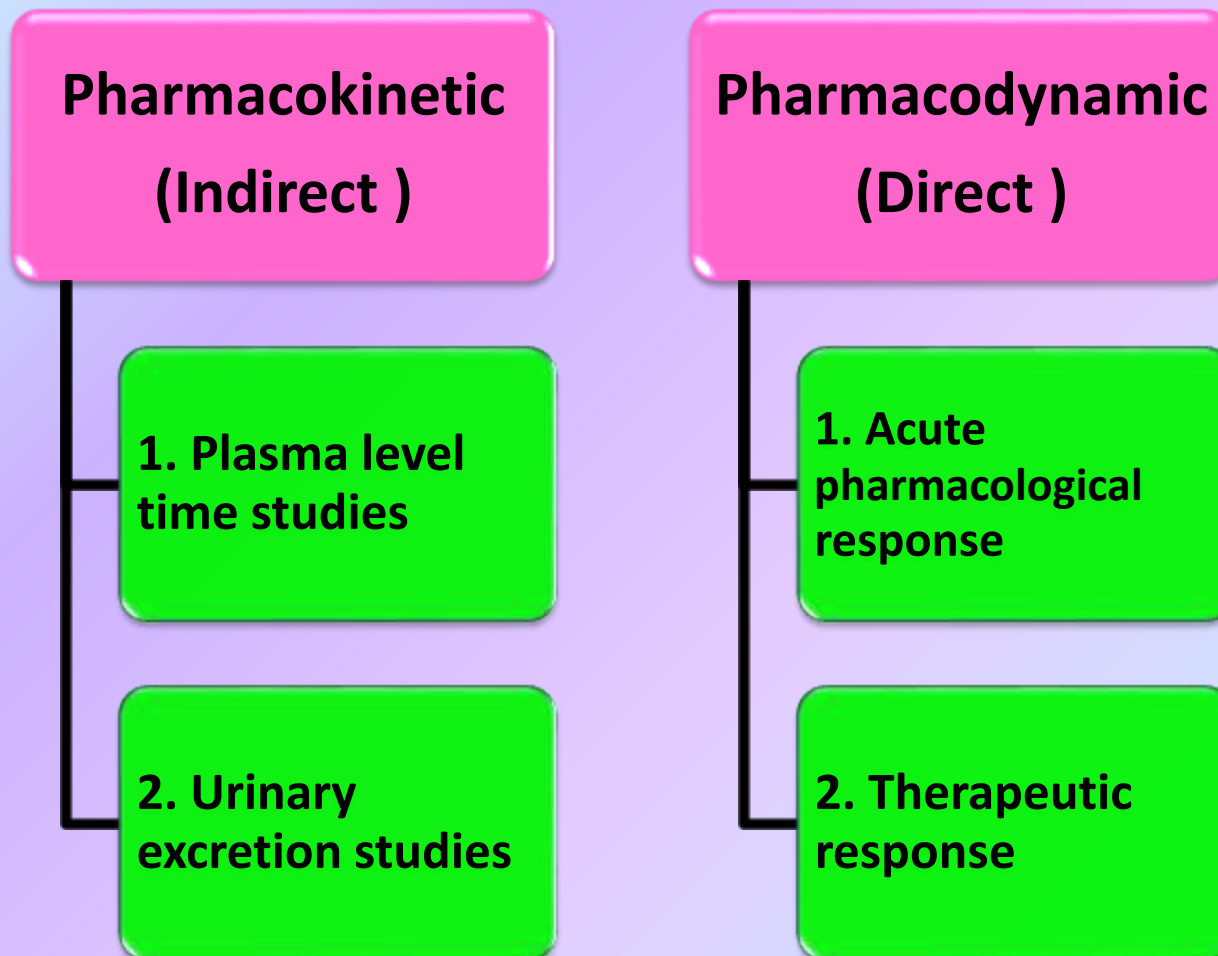 Pharmacokinetic
(Indirect )
1. Plasma level
time studies
2. Urinary
excretion studies
Pharmacodynamic
(Direct )
1. Acute
pharmacological
response
2. Therapeutic
response